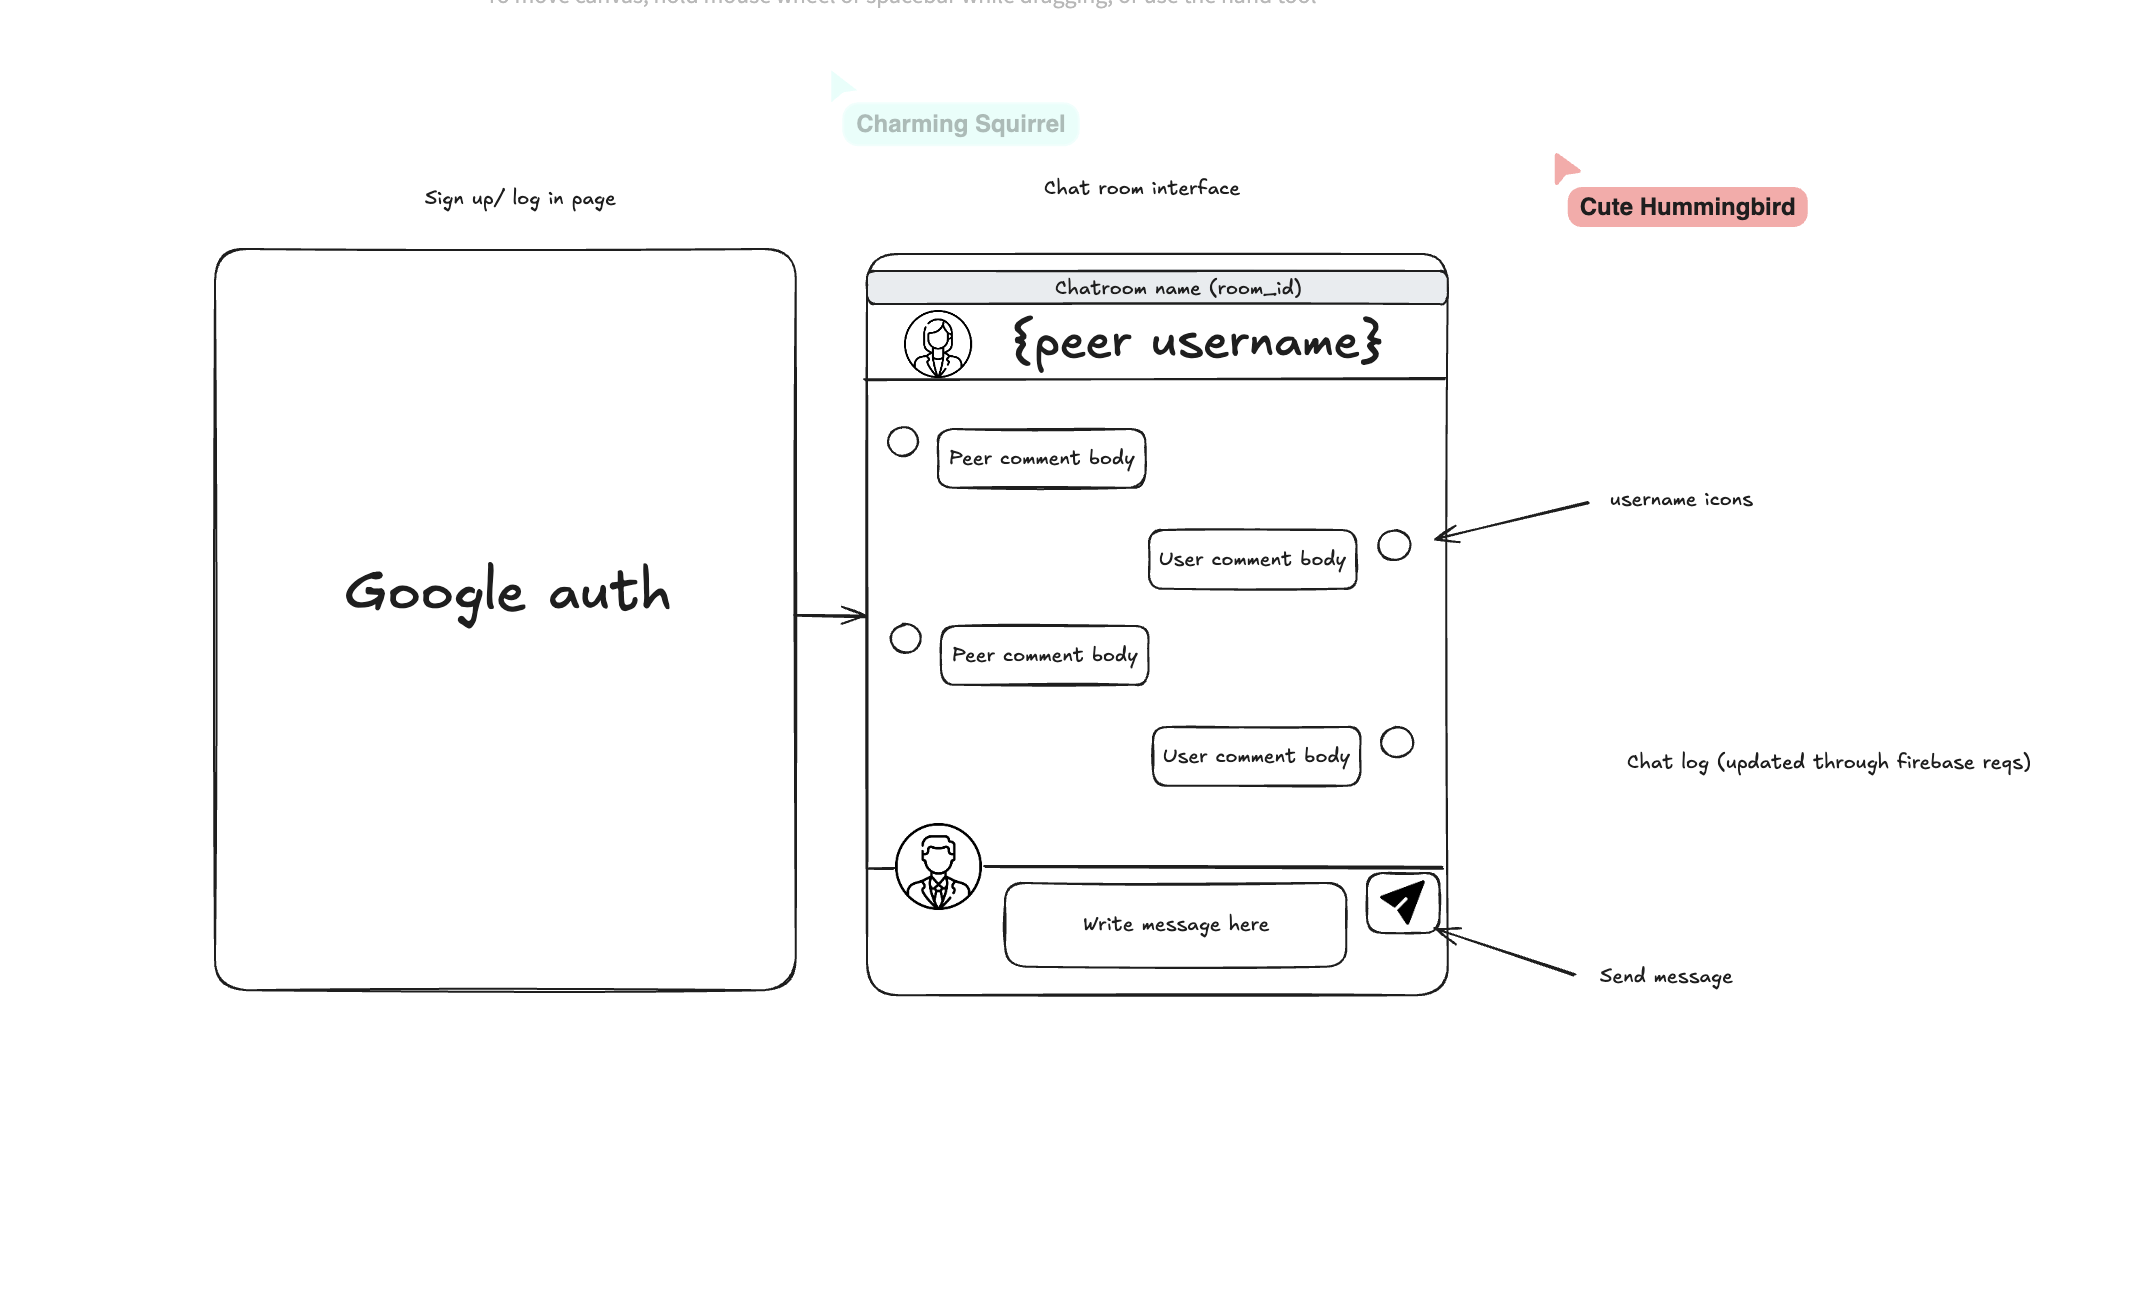 To move canvas, hold mouse wheel or spacebar while dragging, or use the hand tool
Charming Squirrel
Cute Hummingbird
Sign up/ log in page
Chat room interface
Google auth
Chatroom name (room_id)
{peer username}
Peer comment body
User comment body
Peer comment body
User comment body
Write message here
username icons
Chat log (updated through firebase reqs)
Send message